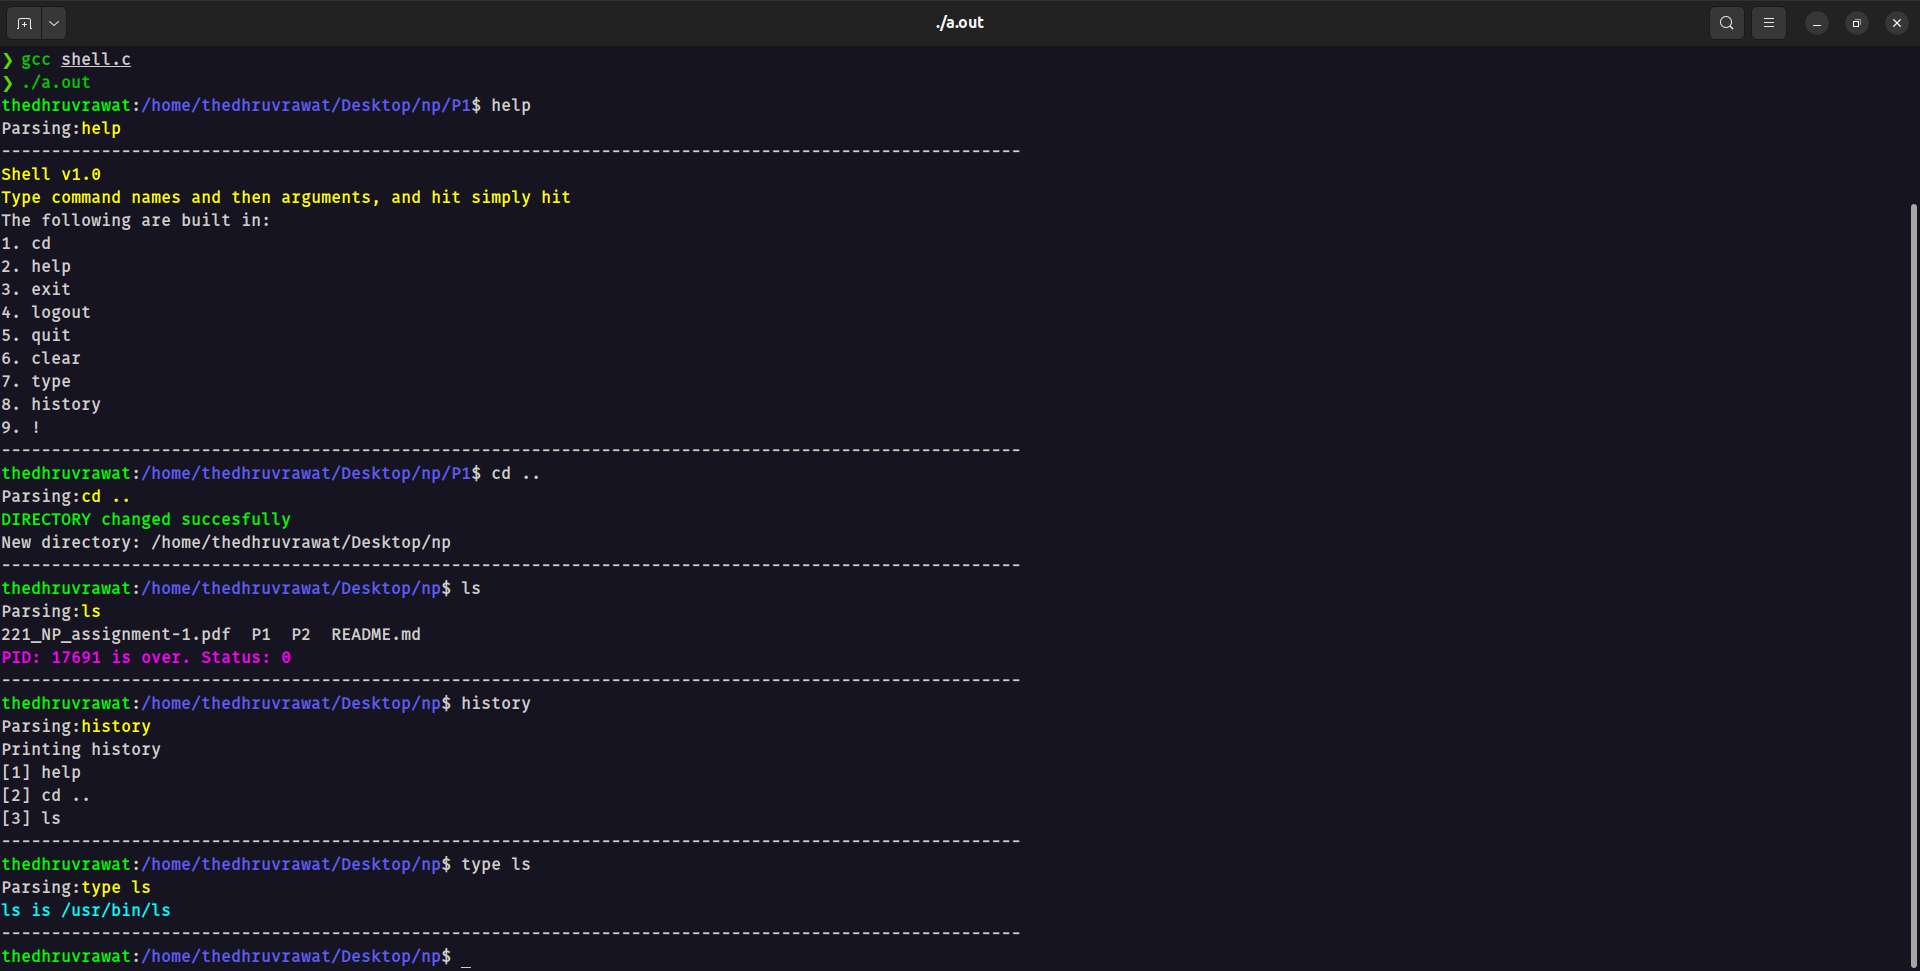 ./a.out
❯ gcc shell.c
❯ ./a.out
thedhruvrawat:/home/thedhruvrawat/Desktop/np/P1$ help
Parsing:help
------------------------------------------------------------------------------------------------------
Shell v1.0
Type command names and then arguments, and hit simply hit
The following are built in:
1. cd
2. help
3. exit
4. logout
5. quit
6. clear
7. type
8. history
9. !
------------------------------------------------------------------------------------------------------
thedhruvrawat:/home/thedhruvrawat/Desktop/np/P1$ cd ..
Parsing:cd ..
DIRECTORY changed succesfully
New directory: /home/thedhruvrawat/Desktop/np
------------------------------------------------------------------------------------------------------
thedhruvrawat:/home/thedhruvrawat/Desktop/np$ ls
Parsing:ls
221_NP_assignment-1.pdf  P1  P2  README.md
PID: 17691 is over. Status: 0
------------------------------------------------------------------------------------------------------
thedhruvrawat:/home/thedhruvrawat/Desktop/np$ history
Parsing:history
Printing history
[1] help
[2] cd ..
[3] ls
------------------------------------------------------------------------------------------------------
thedhruvrawat:/home/thedhruvrawat/Desktop/np$ type ls
Parsing:type ls
ls is /usr/bin/ls
------------------------------------------------------------------------------------------------------
thedhruvrawat:/home/thedhruvrawat/Desktop/np$ _